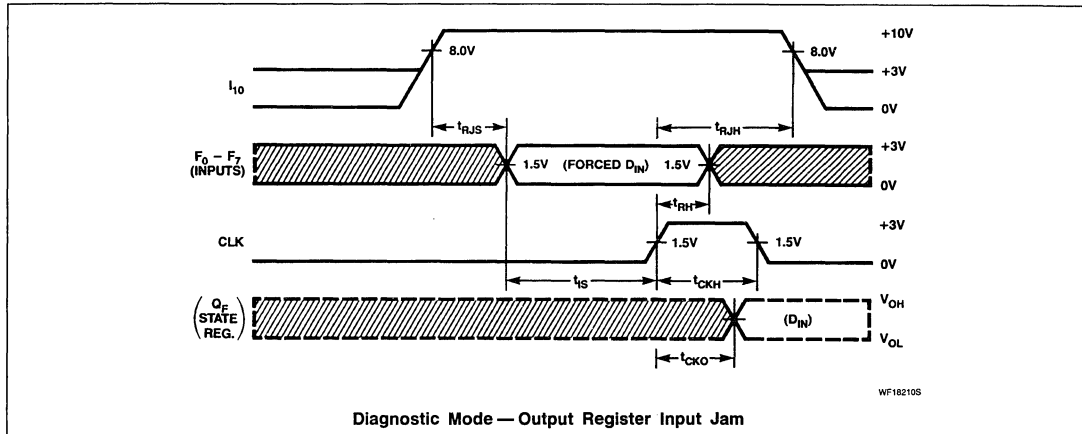 +10V
8.0V 8.0V
+3V
I10
0V
tRJS tRJH
F0 – F7
(INPUTS)
+3V
1.5V (FORCED DIN) 1.5V
0V
tRH
+3V
CLK
1.5V 1.5V
0V
tIS tCKH
QF
STATE
REG.
VOH
(DIN)
VOL
tCKO
WF18210S
Diagnostic Mode — Output Register Input Jam